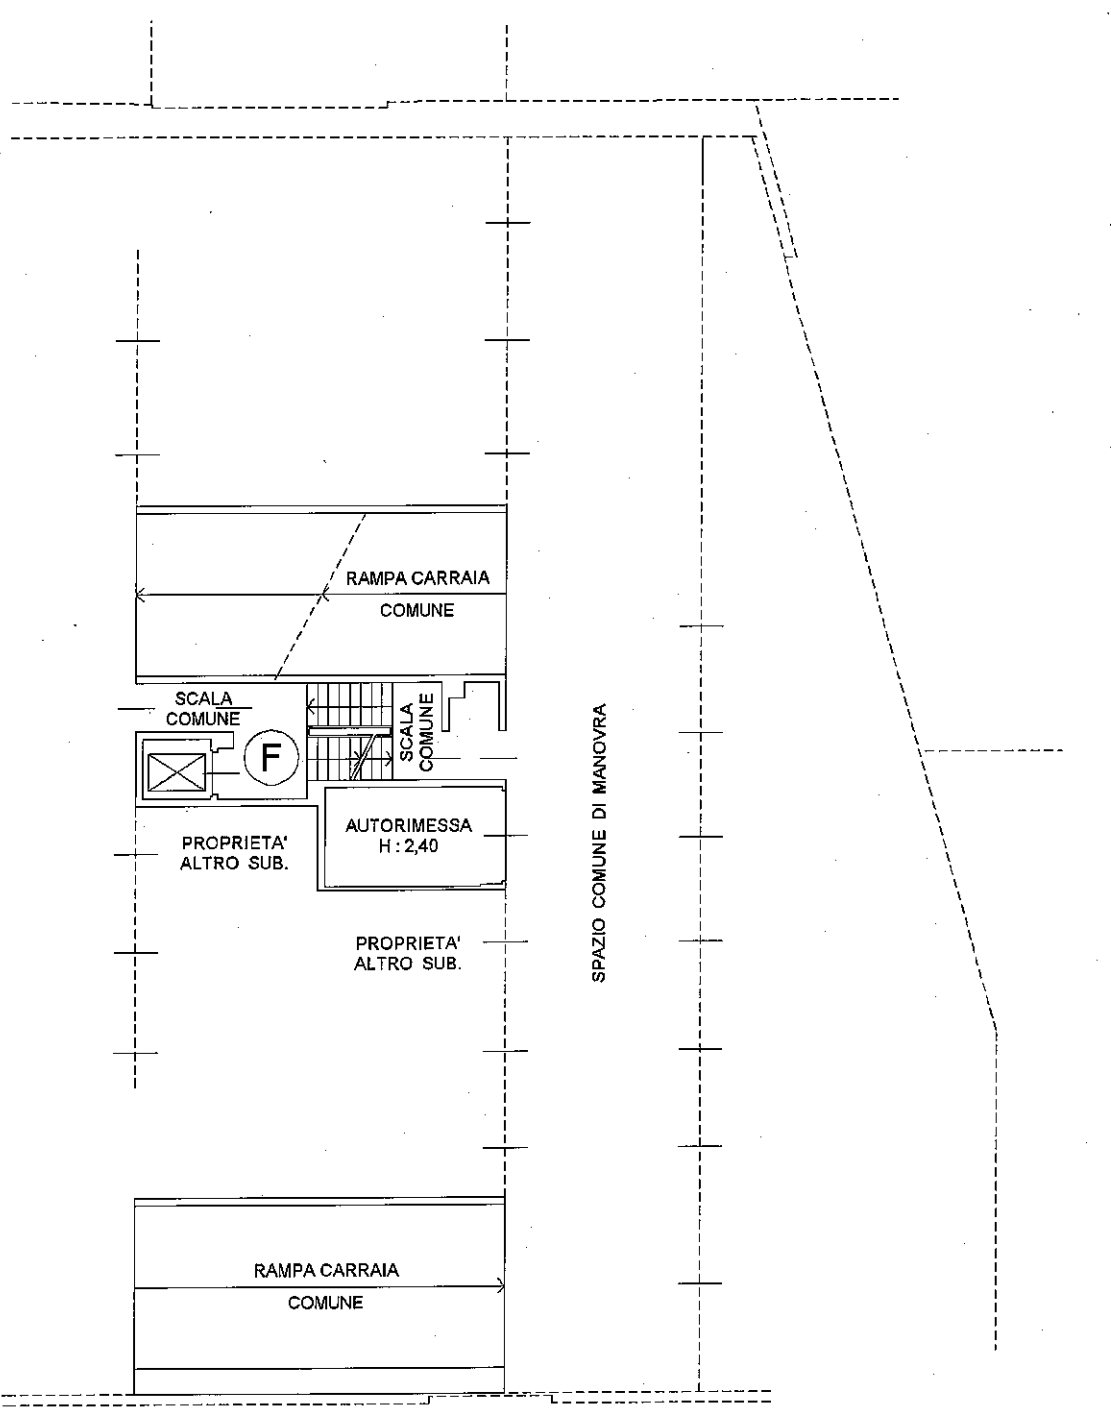 RAMPA CARRAIA
COMUNE
SCALA
COMUNE
SCALA
COMUNE
F
AUTORIMESSA
H : 2,40
PROPRIETA'
ALTRO SUB.
PROPRIETA'
ALTRO SUB.
SPAZIO COMUNE DI MANOVRA
RAMPA CARRAIA
COMUNE